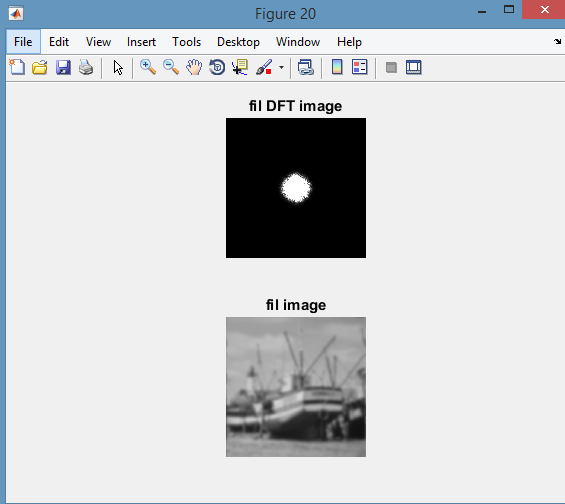 Figure 20
File Edit View Insert Tools Desktop Window Help
fil DFT image
fil image